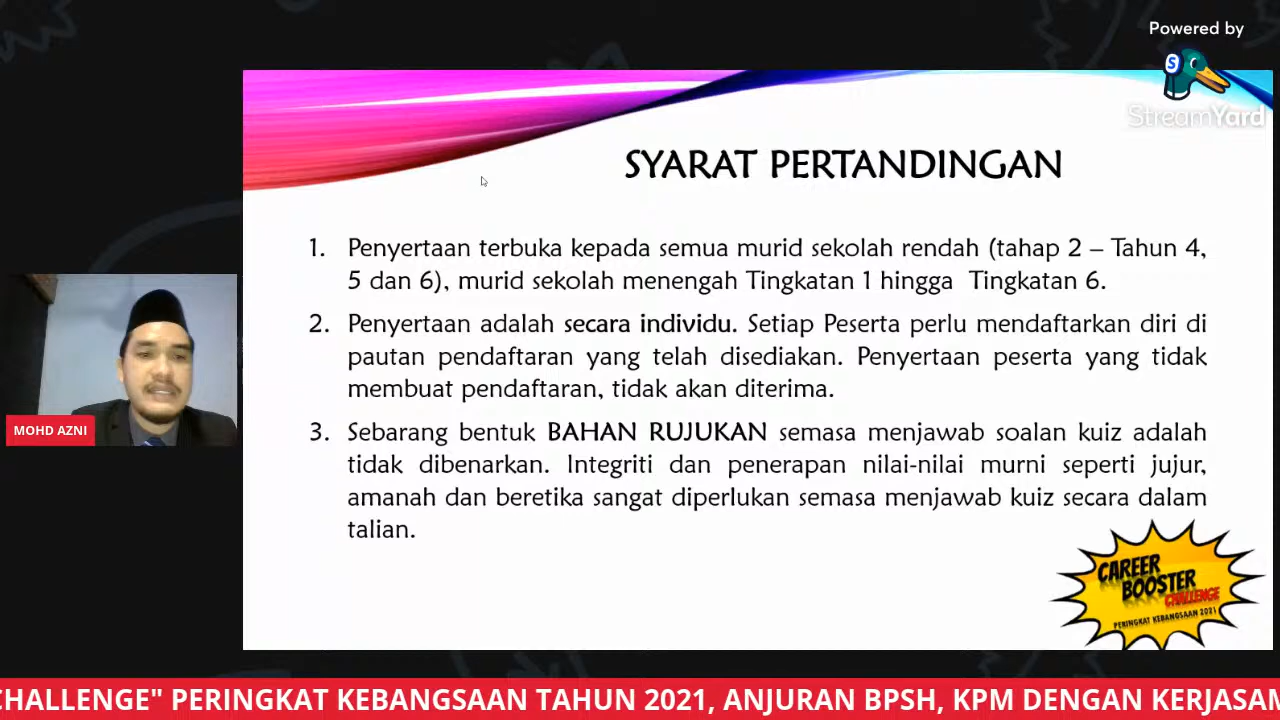 Powered by
StreamYard
SYARAT PERTANDINGAN
1. Penyertaan terbuka kepada semua murid sekolah rendah (tahap 2 – Tahun 4,
5 dan 6), murid sekolah menengah Tingkatan 1 hingga Tingkatan 6.
2. Penyertaan adalah secara individu. Setiap Peserta perlu mendaftarkan diri di
pautan pendaftaran yang telah disediakan. Penyertaan peserta yang tidak
membuat pendaftaran, tidak akan diterima.
3. Sebarang bentuk BAHAN RUJUKAN semasa menjawab soalan kuiz adalah
tidak dibenarkan. Integriti dan penerapan nilai-nilai murni seperti jujur,
amanah dan beretika sangat diperlukan semasa menjawab kuiz secara dalam
talian.
MOHD AZNI
CAREER
BOOSTER
CHALLENGE
PERINGKAT KEBANGSAAN 2021
CHALLENGE" PERINGKAT KEBANGSAAN TAHUN 2021, ANJURAN BPSH, KPM DENGAN KERJASAM